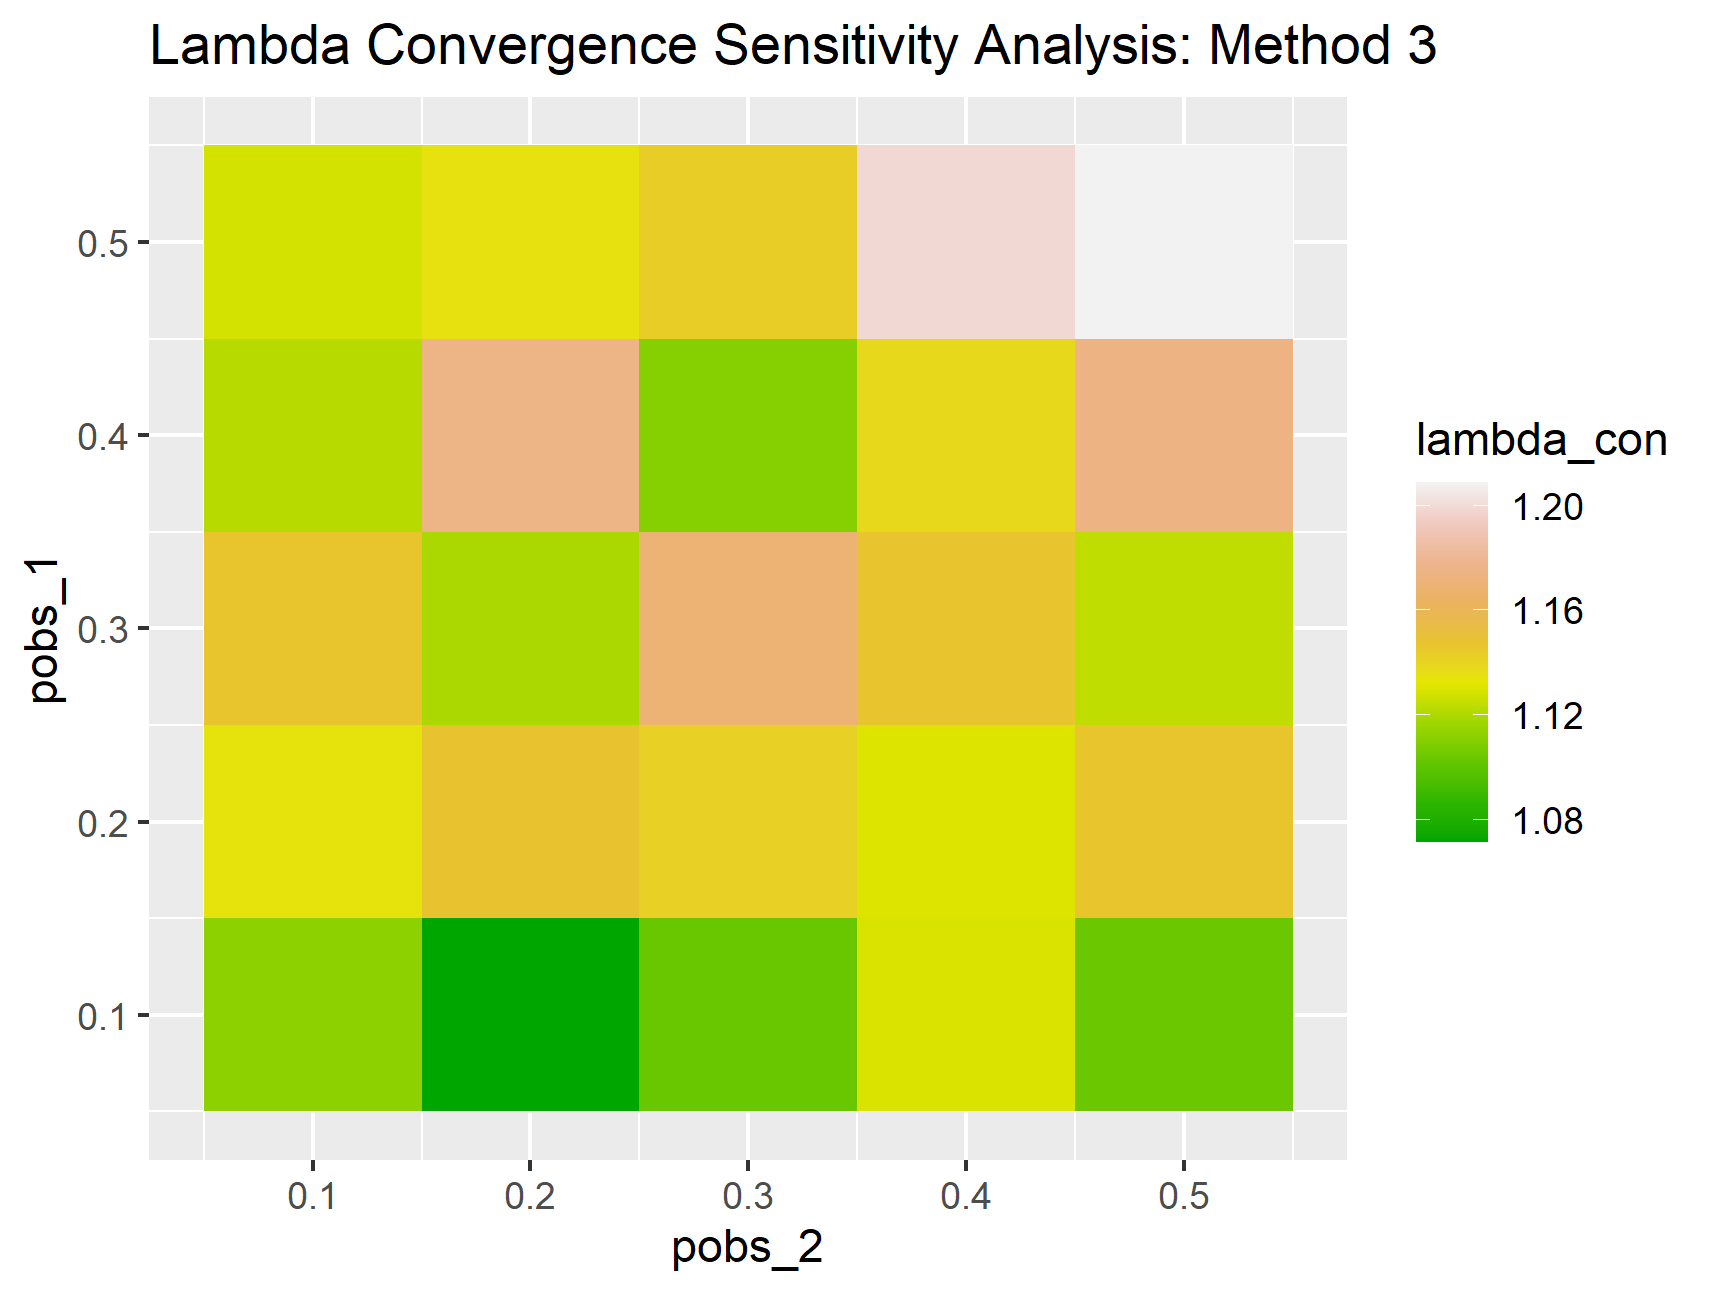 Lambda Convergence Sensitivity Analysis: Method 3
0.5
0.4
0.3
0.2
0.1
pobs_1
0.1 0.2 0.3 0.4 0.5
pobs_2
lambda_con
1.20
1.16
1.12
1.08